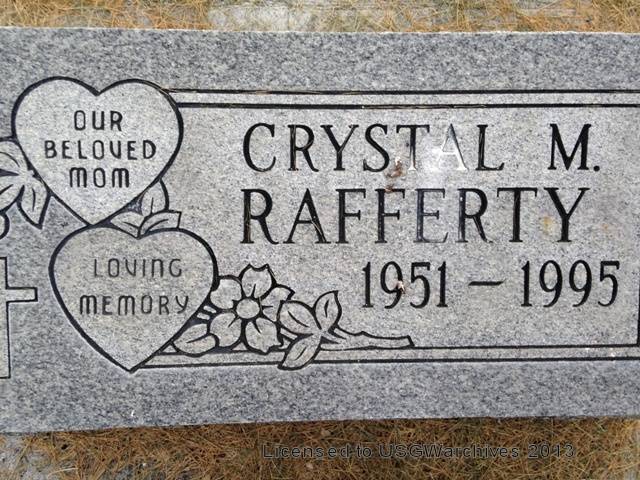 OUR
BELOVED
MOM
LOVING
MEMORY
CRYSTAL M.
RAFFERTY
1951 - 1995
Licensed to USGWarchives 2013